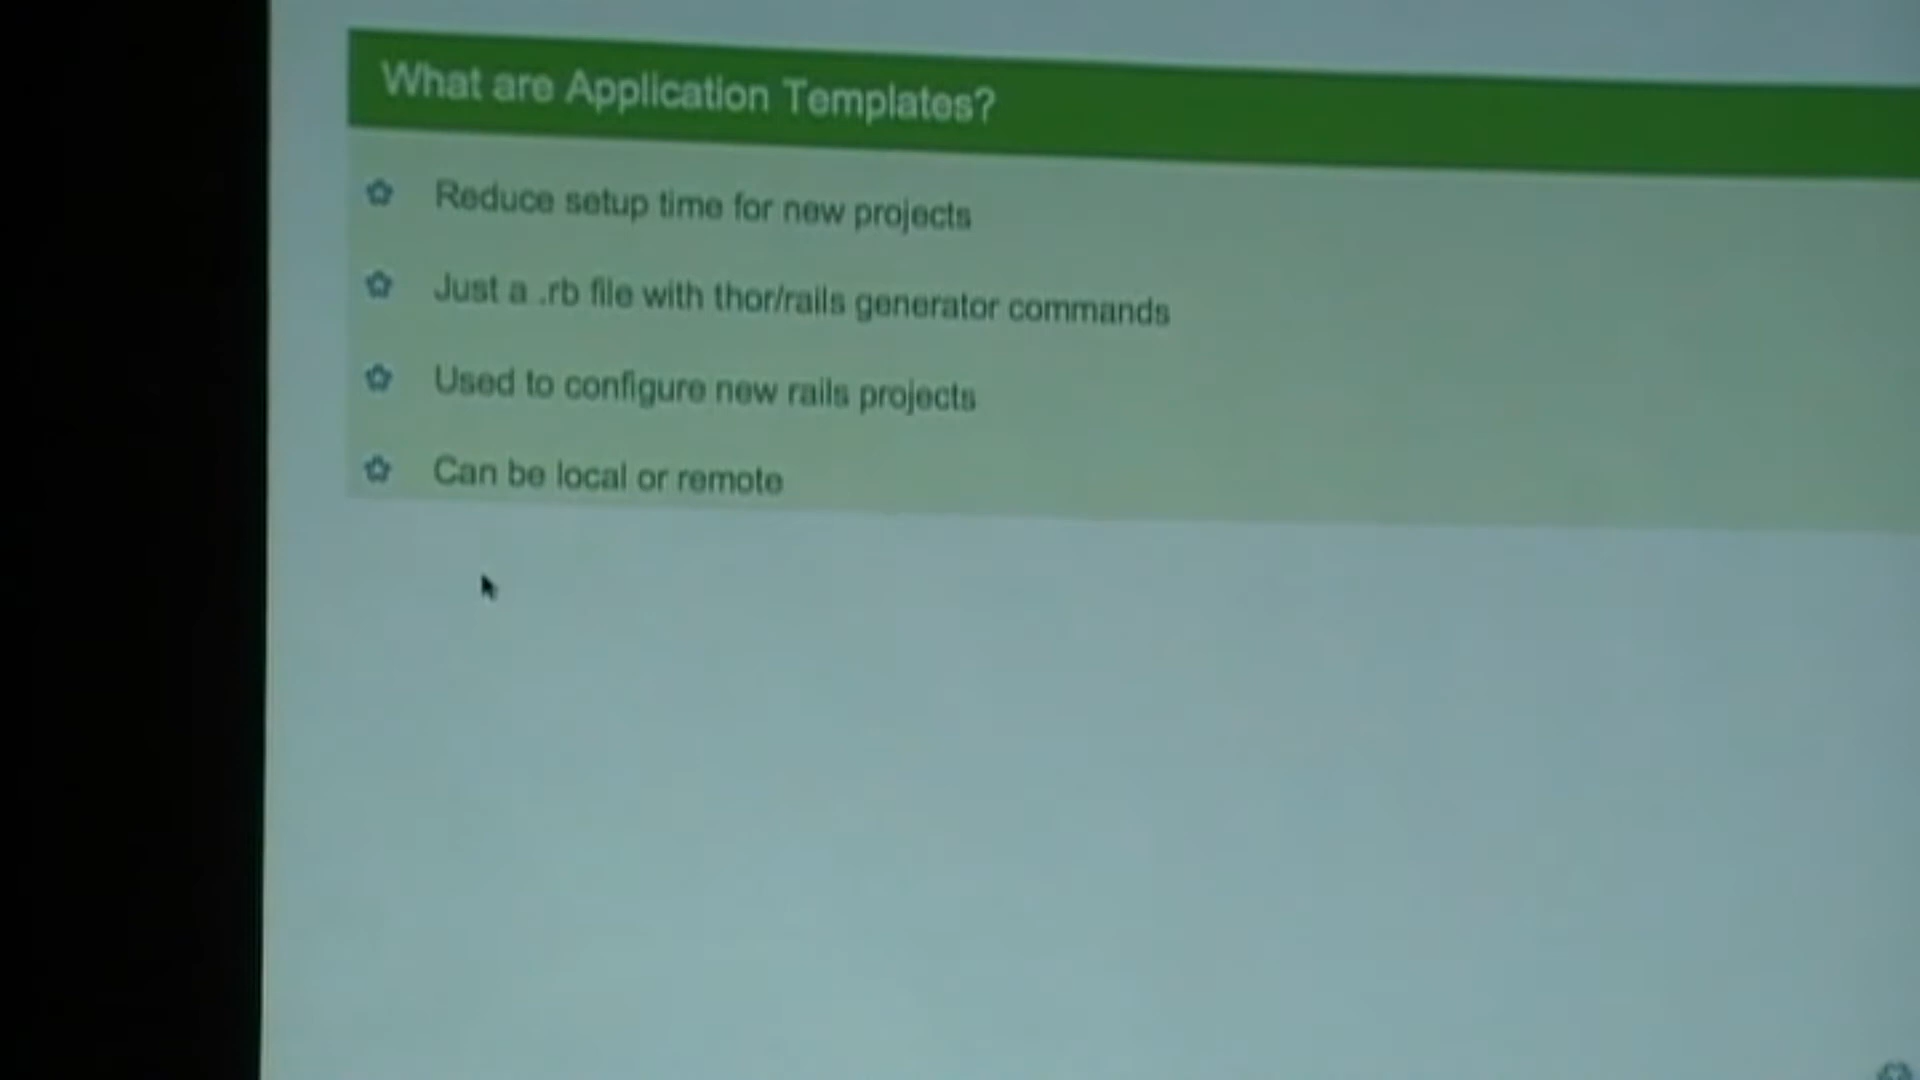 What are Application Templates?
Reduce setup time for new projects
Just a .rb file with thor/rails generator commands
Used to configure new rails projects
Can be local or remote